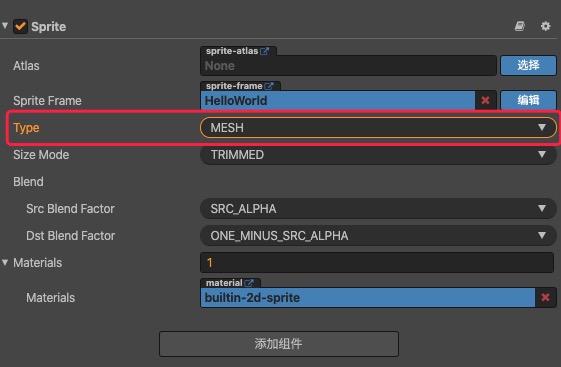 Sprite
sprite-atlas
Atlas None 选择
sprite-frame
Sprite Frame HelloWorld 编辑
Type MESH
Size Mode TRIMMED
Blend
Src Blend Factor SRC_ALPHA
Dst Blend Factor ONE_MINUS_SRC_ALPHA
Materials 1
material
Materials builtin-2d-sprite
添加组件